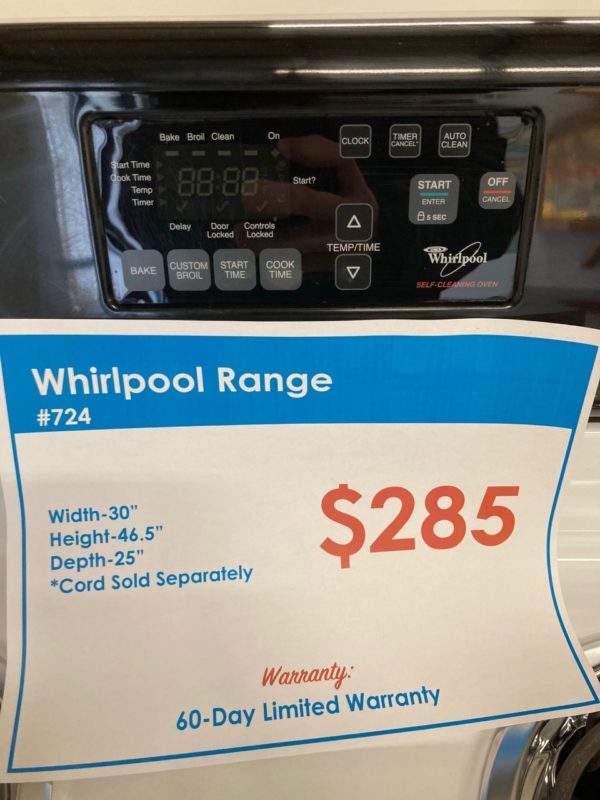 Bake Broil Clean On
CLOCK
TIMER
CANCEL*
AUTO
CLEAN
Start Time
Cook Time
Temp
Timer
88:88
Start?
START
ENTER
5 SEC
OFF
CANCEL
Delay
Door
Locked
Controls
Locked
TEMP/TIME
BAKE
CUSTOM
BROIL
START
TIME
COOK
TIME
Whirlpool
SELF-CLEANING OVEN
Whirlpool Range
#724
Width-30”
Height-46.5”
Depth-25”
*Cord Sold Separately
$285
Warranty:
60-Day Limited Warranty